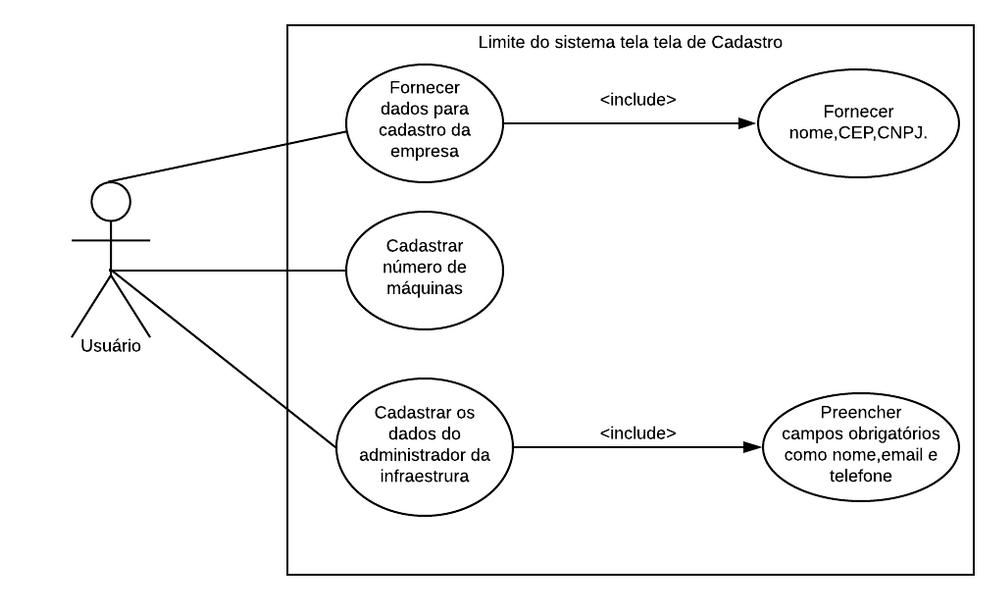 Limite do sistema tela tela de Cadastro
Fornecer
dados para
cadastro da
empresa
<include>
Fornecer
nome,CEP,CNPJ.
Cadastrar
número de
máquinas
Usuário
Cadastrar os
dados do
administrador da
infraestrura
<include>
Preencher
campos obrigatórios
como nome,email e
telefone